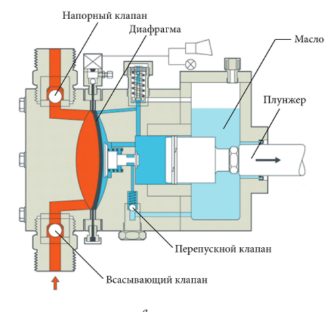 Напорный клапан
Диафрагма
Масло
Плунжер
Перепускной клапан
Всасывающий клапан